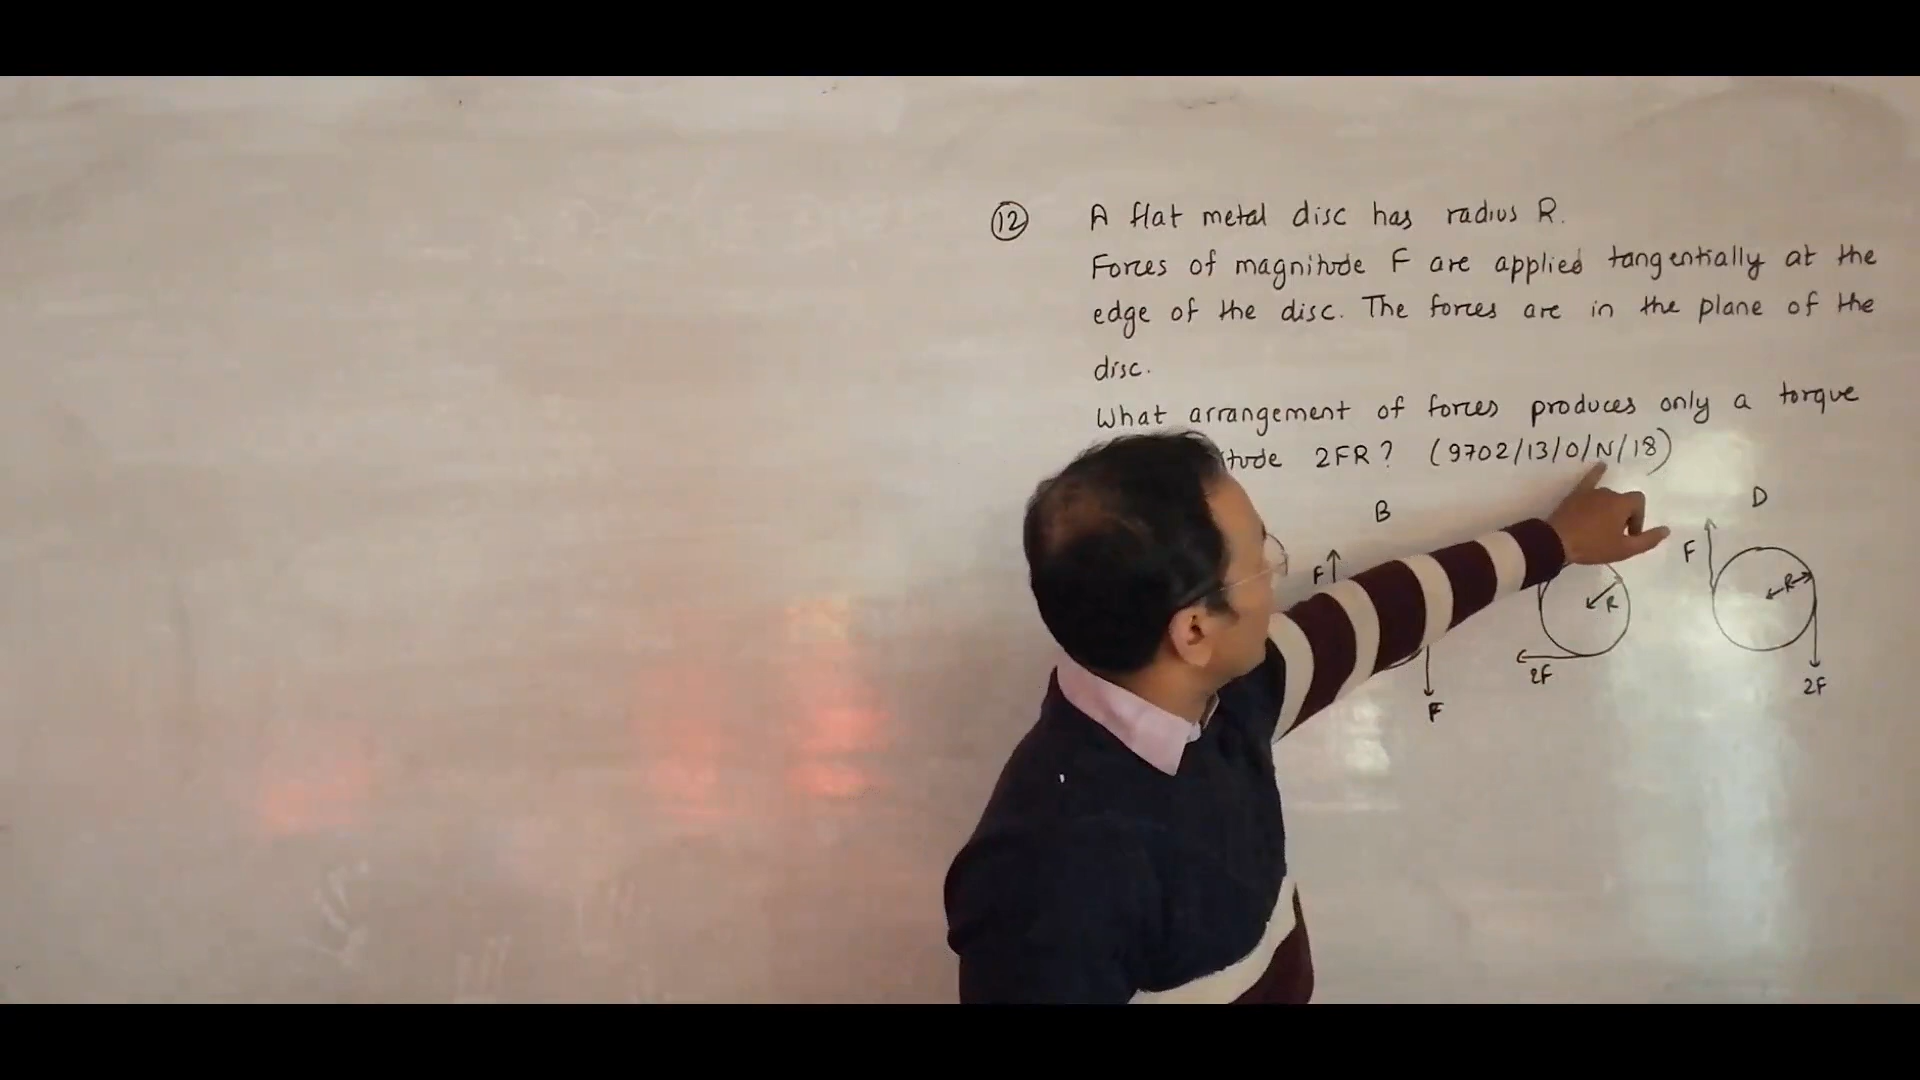 12 A flat metal disc has radius R.
Forces of magnitude F are applied tangentially at the
edge of the disc. The forces are in the plane of the
disc.
What arrangement of forces produces only a torque
2FR? (9702/13/O/N/18)
B
D
F
F
R
R
2F
F
2F